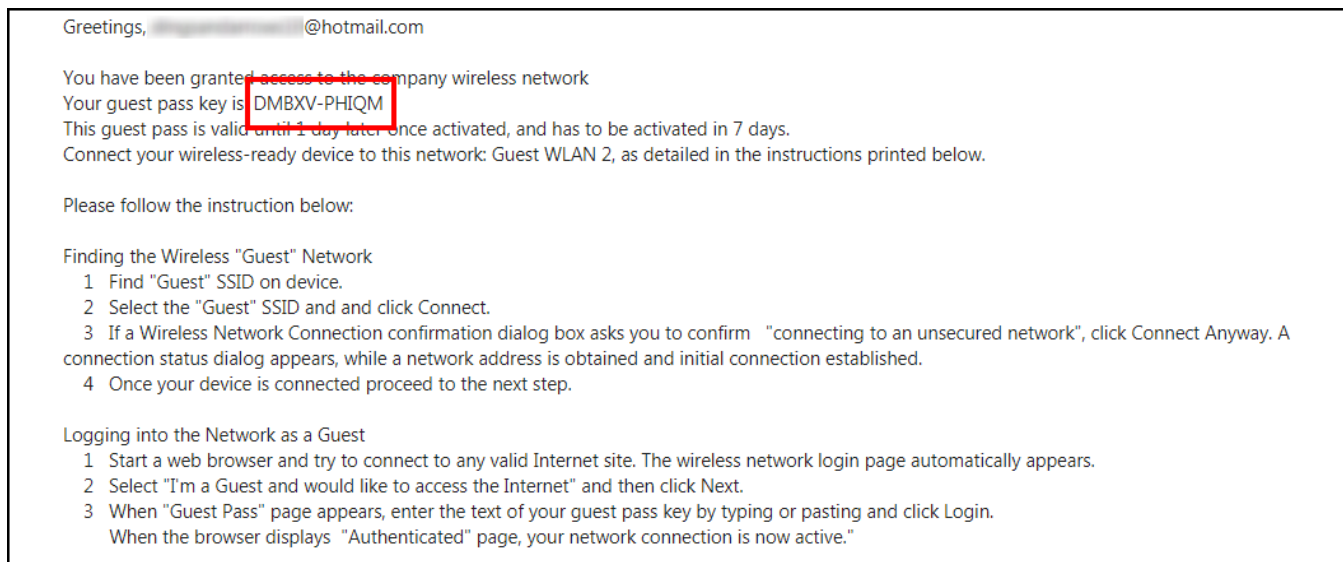 Greetings, @hotmail.com
You have been granted access to the company wireless network
Your guest pass key is DMBXV-PHIQM
This guest pass is valid until 1 day later once activated, and has to be activated in 7 days.
Connect your wireless-ready device to this network: Guest WLAN 2, as detailed in the instructions printed below.
Please follow the instruction below:
Finding the Wireless "Guest" Network
1 Find "Guest" SSID on device.
2 Select the "Guest" SSID and and click Connect.
3 If a Wireless Network Connection confirmation dialog box asks you to confirm "connecting to an unsecured network", click Connect Anyway. A
connection status dialog appears, while a network address is obtained and initial connection established.
4 Once your device is connected proceed to the next step.
Logging into the Network as a Guest
1 Start a web browser and try to connect to any valid Internet site. The wireless network login page automatically appears.
2 Select "I'm a Guest and would like to access the Internet" and then click Next.
3 When "Guest Pass" page appears, enter the text of your guest pass key by typing or pasting and click Login.
When the browser displays "Authenticated" page, your network connection is now active."